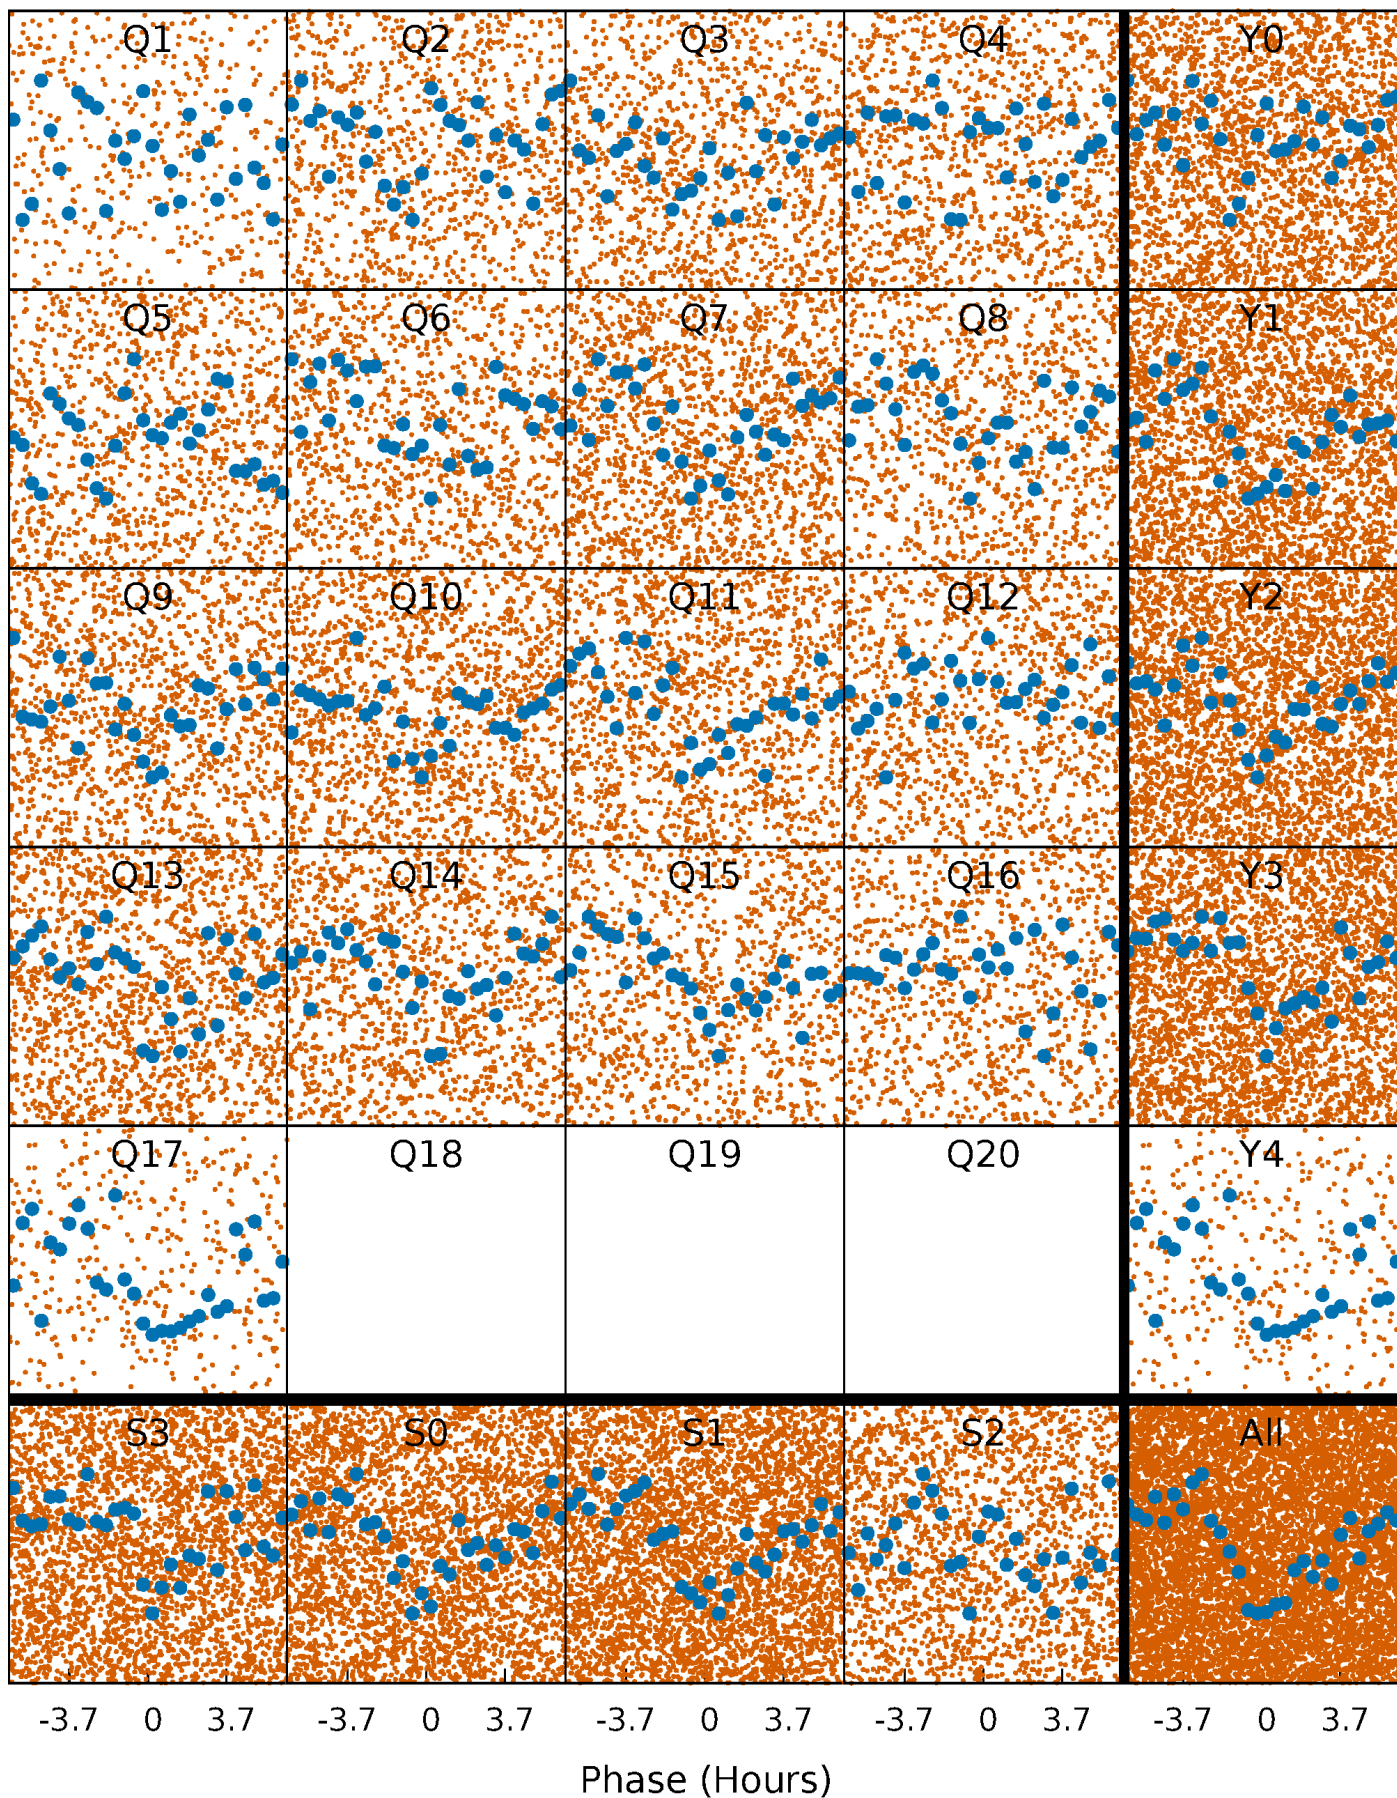 Q1 Q2 Q3 Q4 Y0
Q5 Q6 Q7 Q8 Y1
Q9 Q10 Q11 Q12 Y2
Q13 Q14 Q15 Q16 Y3
Q17 Q18 Q19 Q20 Y4
S3 S0 S1 S2 All
-3.7 0 3.7 -3.7 0 3.7 -3.7 0 3.7 -3.7 0 3.7 -3.7 0 3.7
Phase (Hours)